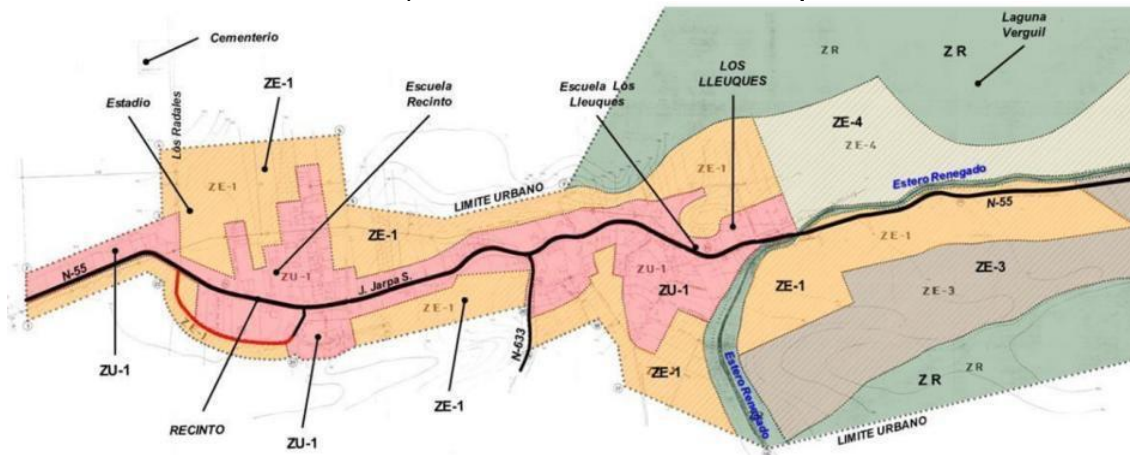 Cementerio
ZE-1
Estadio
Los Radales
Escuela
Recinto
Escuela Los
Lleuques
LOS
LLEUQUES
Laguna
Verguil
Z R
Z R
ZE-4
ZE-4
ZE-1
ZE-1
LIMITE URBANO
ZE-1
Estero Renegado
N-55
ZE-1
N-55
ZU-1
J. Jarpa S.
ZU-1
ZU-1
ZE-1
ZE-3
ZE-3
ZE-1
N-633
ZU-1
ZE-1
ZE-1
Estero Renegado
Z R
Z R
RECINTO
ZU-1
LIMITE URBANO